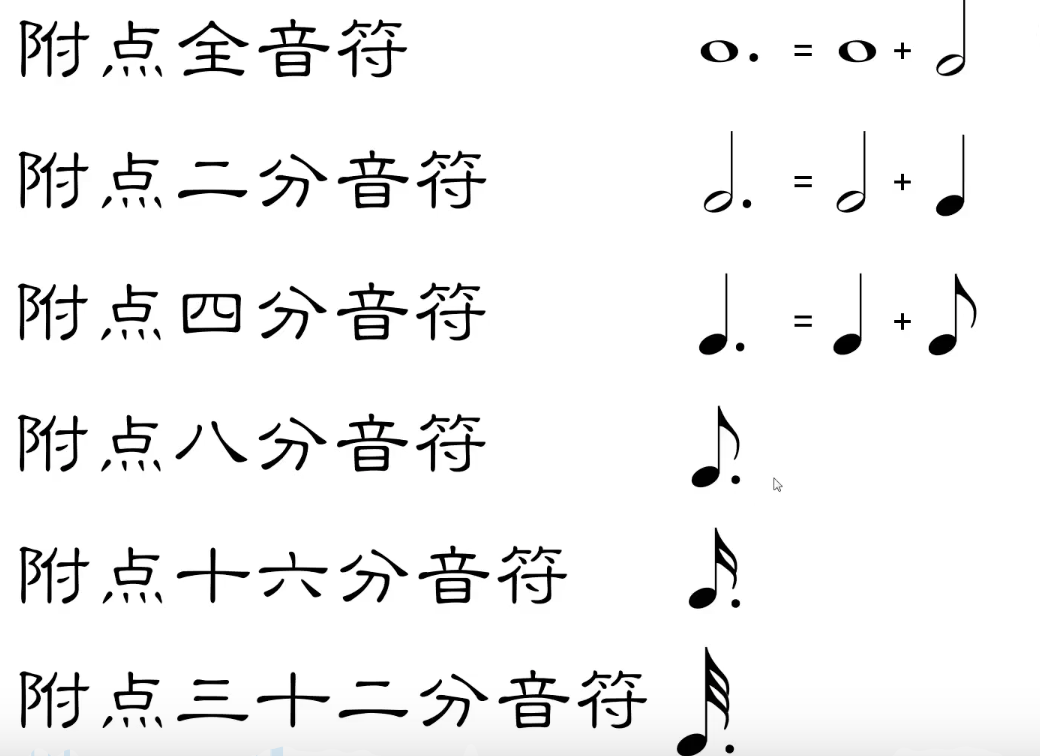 附点全音符 = +
附点二分音符 = +
附点四分音符 = +
附点八分音符
附点十六分音符
附点三十二分音符